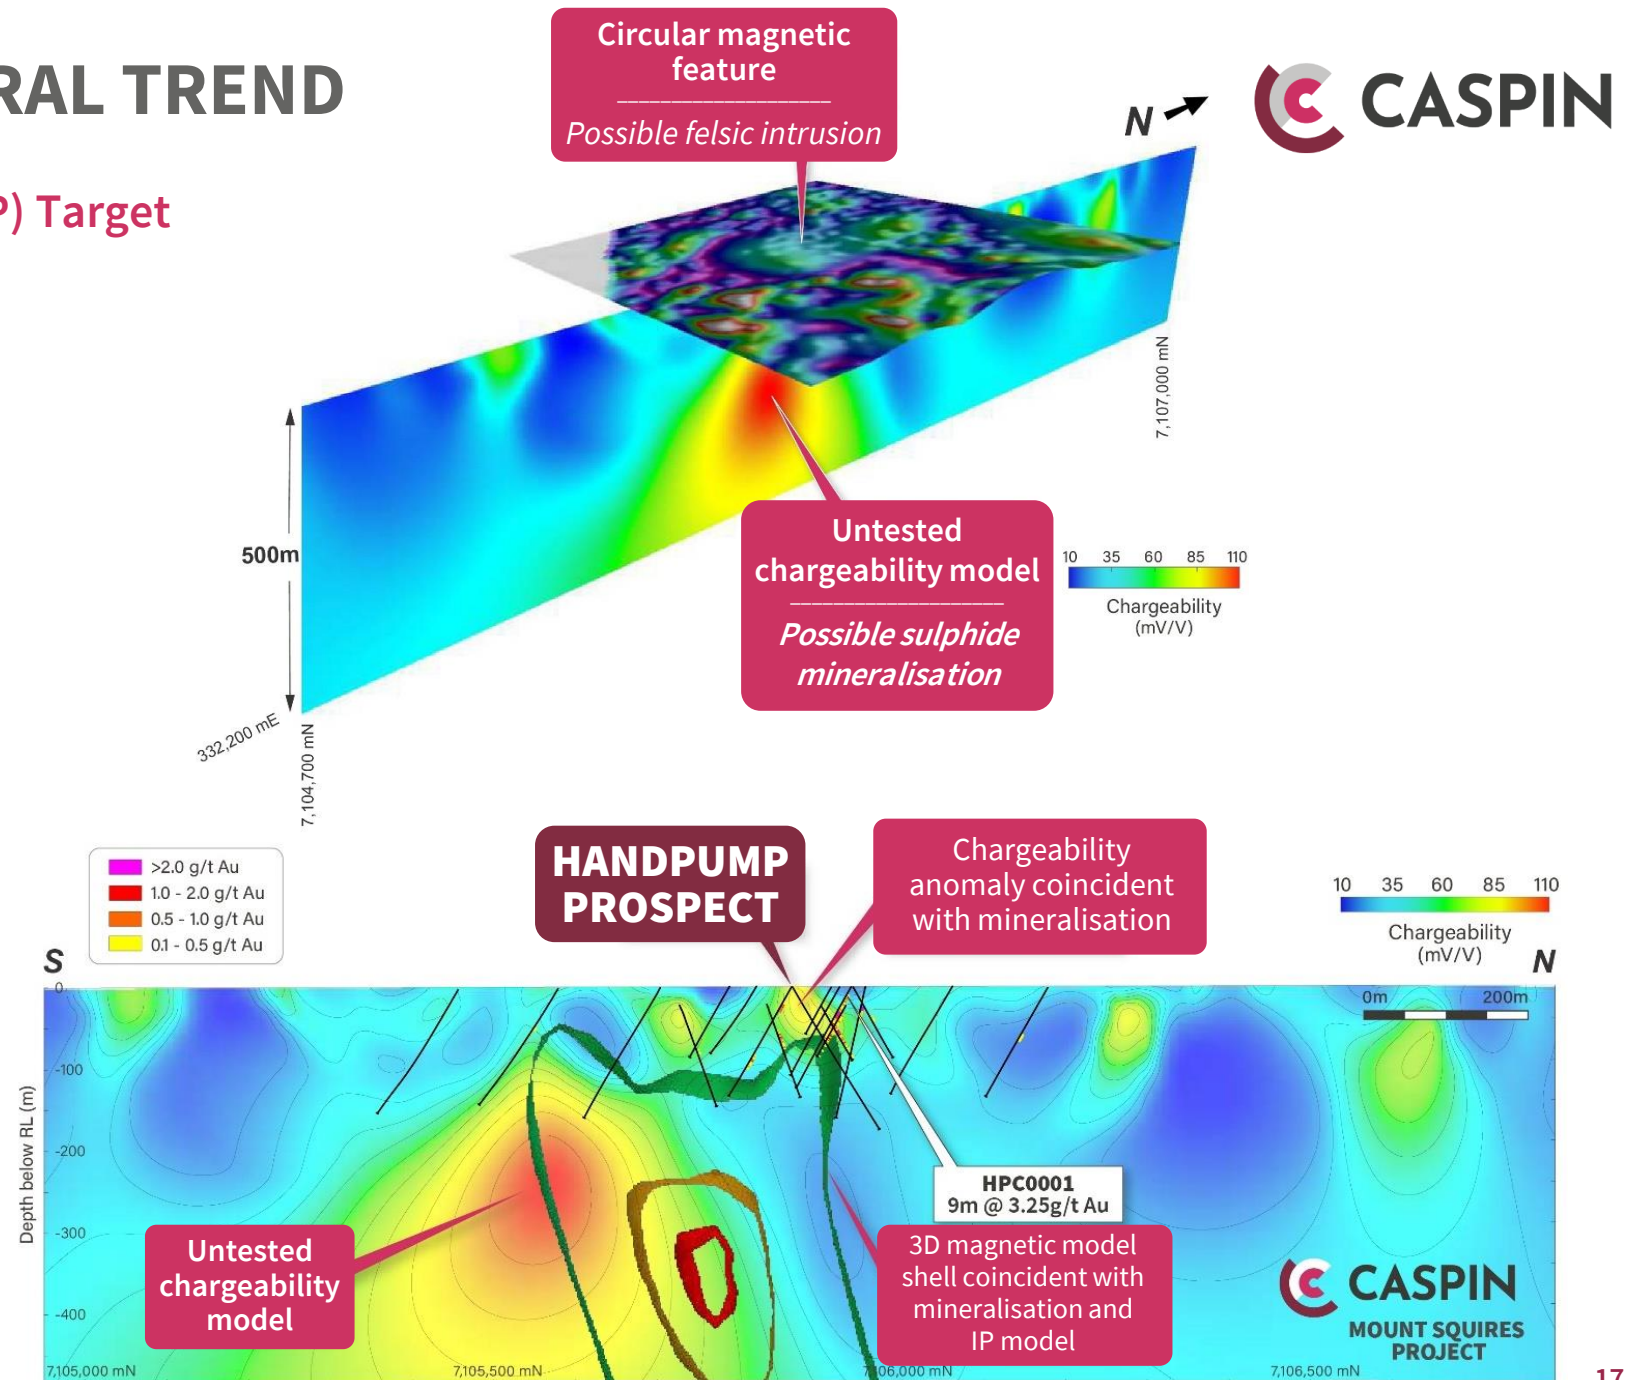 RAL TREND
P) Target
Circular magnetic
feature
Possible felsic intrusion
N
CASPIN
500m
332,200 mE
7,104,700 mN
7,107,000 mN
Untested
chargeability model
Possible sulphide
mineralisation
10 35 60 85 110
Chargeability
(mV/V)
>2.0 g/t Au
1.0 - 2.0 g/t Au
0.5 - 1.0 g/t Au
0.1 - 0.5 g/t Au
HANDPUMP
PROSPECT
Chargeability
anomaly coincident
with mineralisation
10 35 60 85 110
Chargeability
(mV/V)
S
N
0m 200m
Depth below RL (m)
0
-100
-200
-300
-400
HPC0001
9m @ 3.25g/t Au
Untested
chargeability
model
3D magnetic model
shell coincident with
mineralisation and
IP model
CASPIN
MOUNT SQUIRES
PROJECT
7,105,000 mN
7,105,500 mN
7,106,000 mN
7,106,500 mN
17